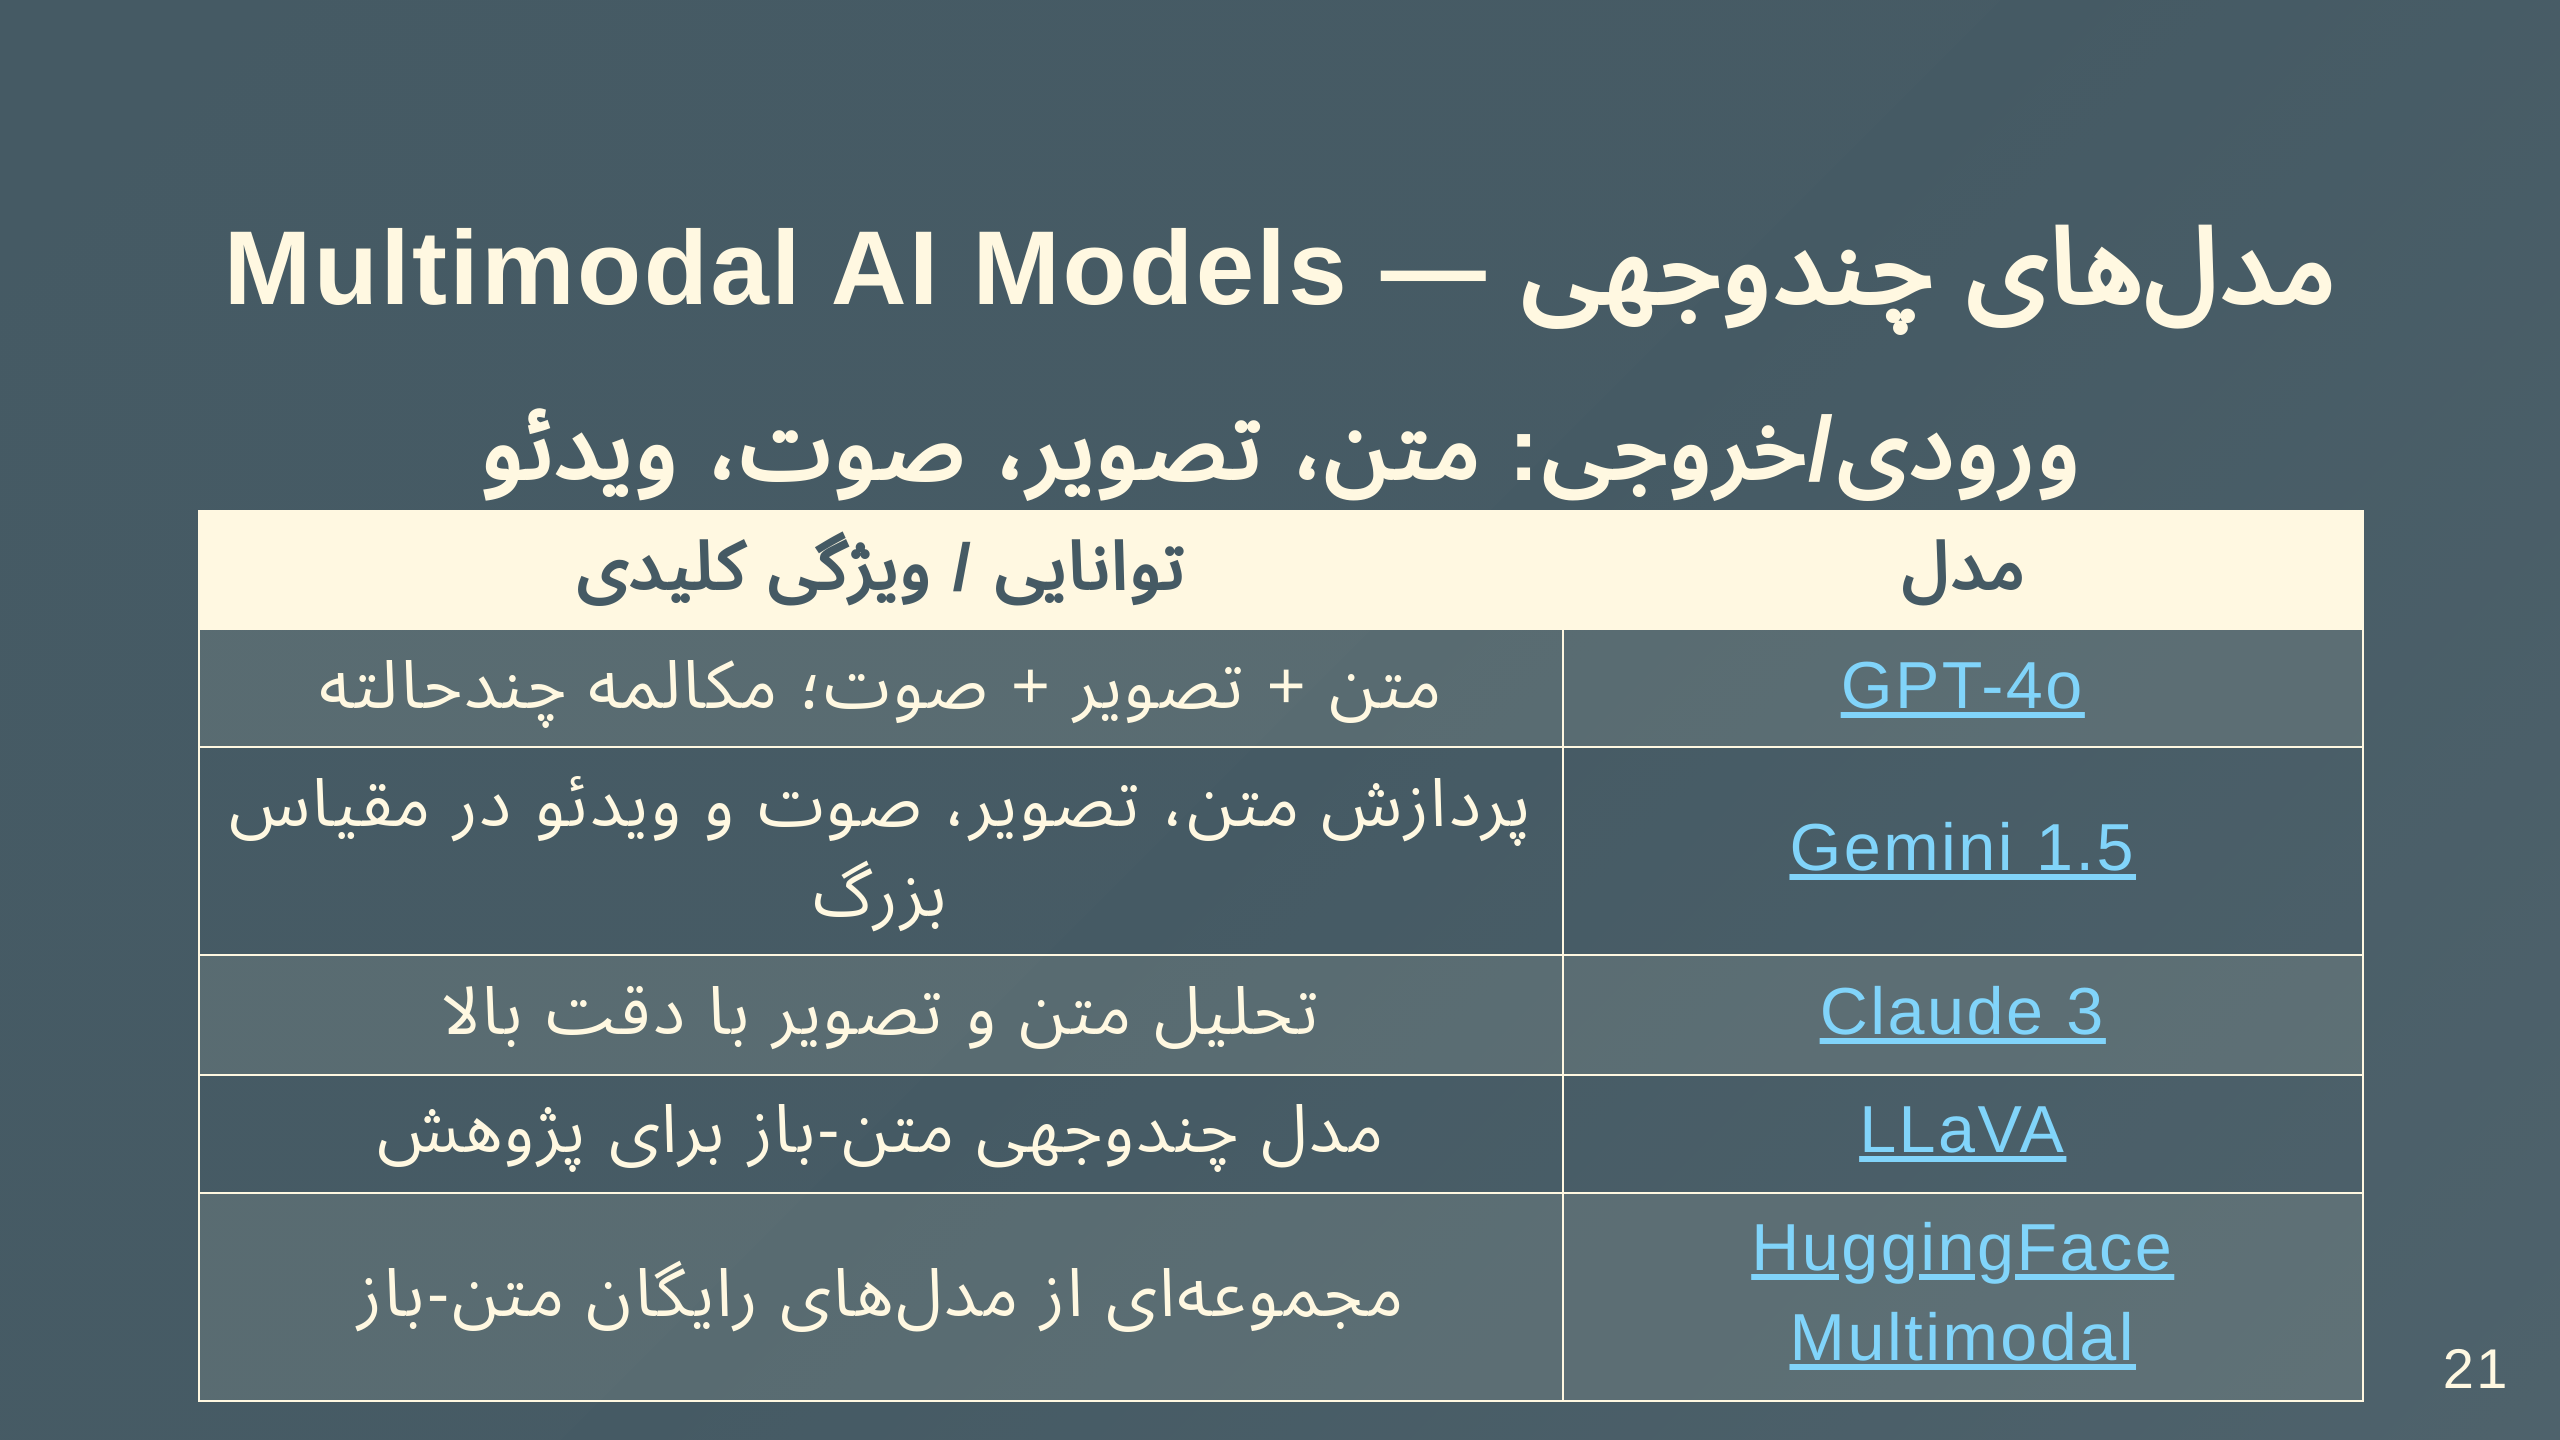 مدل‌های چندوجهی — Multimodal AI Models
ورودی/خروجی: متن، تصویر، صوت، ویدئو
مدل
توانایی / ویژگی کلیدی
GPT-4o
متن + تصویر + صوت؛ مکالمه چندحالته
Gemini 1.5
پردازش متن، تصویر، صوت و ویدئو در مقیاس
بزرگ
Claude 3
تحلیل متن و تصویر با دقت بالا
LLaVA
مدل چندوجهی متن-باز برای پژوهش
HuggingFace
Multimodal
مجموعه‌ای از مدل‌های رایگان متن-باز
21